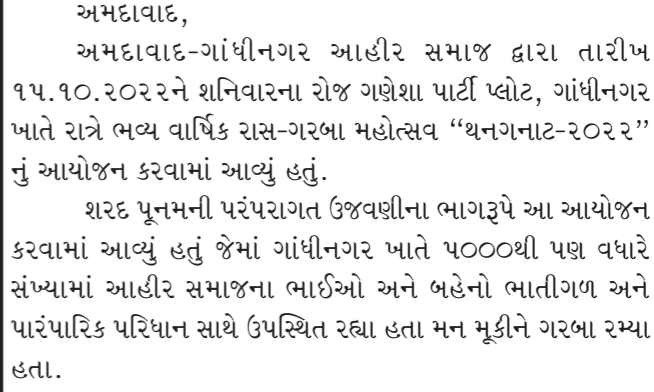 અમદાવાદ,
અમદાવાદ-ગાંધીનગર આહીર સમાજ દ્વારા તારીખ
૧૫.૧૦.૨૦૨૨ને શનિવારના રોજ ગણેશા પાર્ટી પ્લોટ, ગાંધીનગર
ખાતે રાત્રે ભવ્ય વાર્ષિક રાસ-ગરબા મહોત્સવ “થનગનાટ-૨૦૨૨”
નું આયોજન કરવામાં આવ્યું હતું.
શરદ પૂનમની પરંપરાગત ઉજવણીના ભાગરૂપે આ આયોજન
કરવામાં આવ્યું હતું જેમાં ગાંધીનગર ખાતે ૫૦૦૦થી પણ વધારે
સંખ્યામાં આહીર સમાજના ભાઈઓ અને બહેનો ભાતીગળ અને
પારંપારિક પરિધાન સાથે ઉપસ્થિત રહ્યા હતા મન મૂકીને ગરબા રમ્યા
હતા.